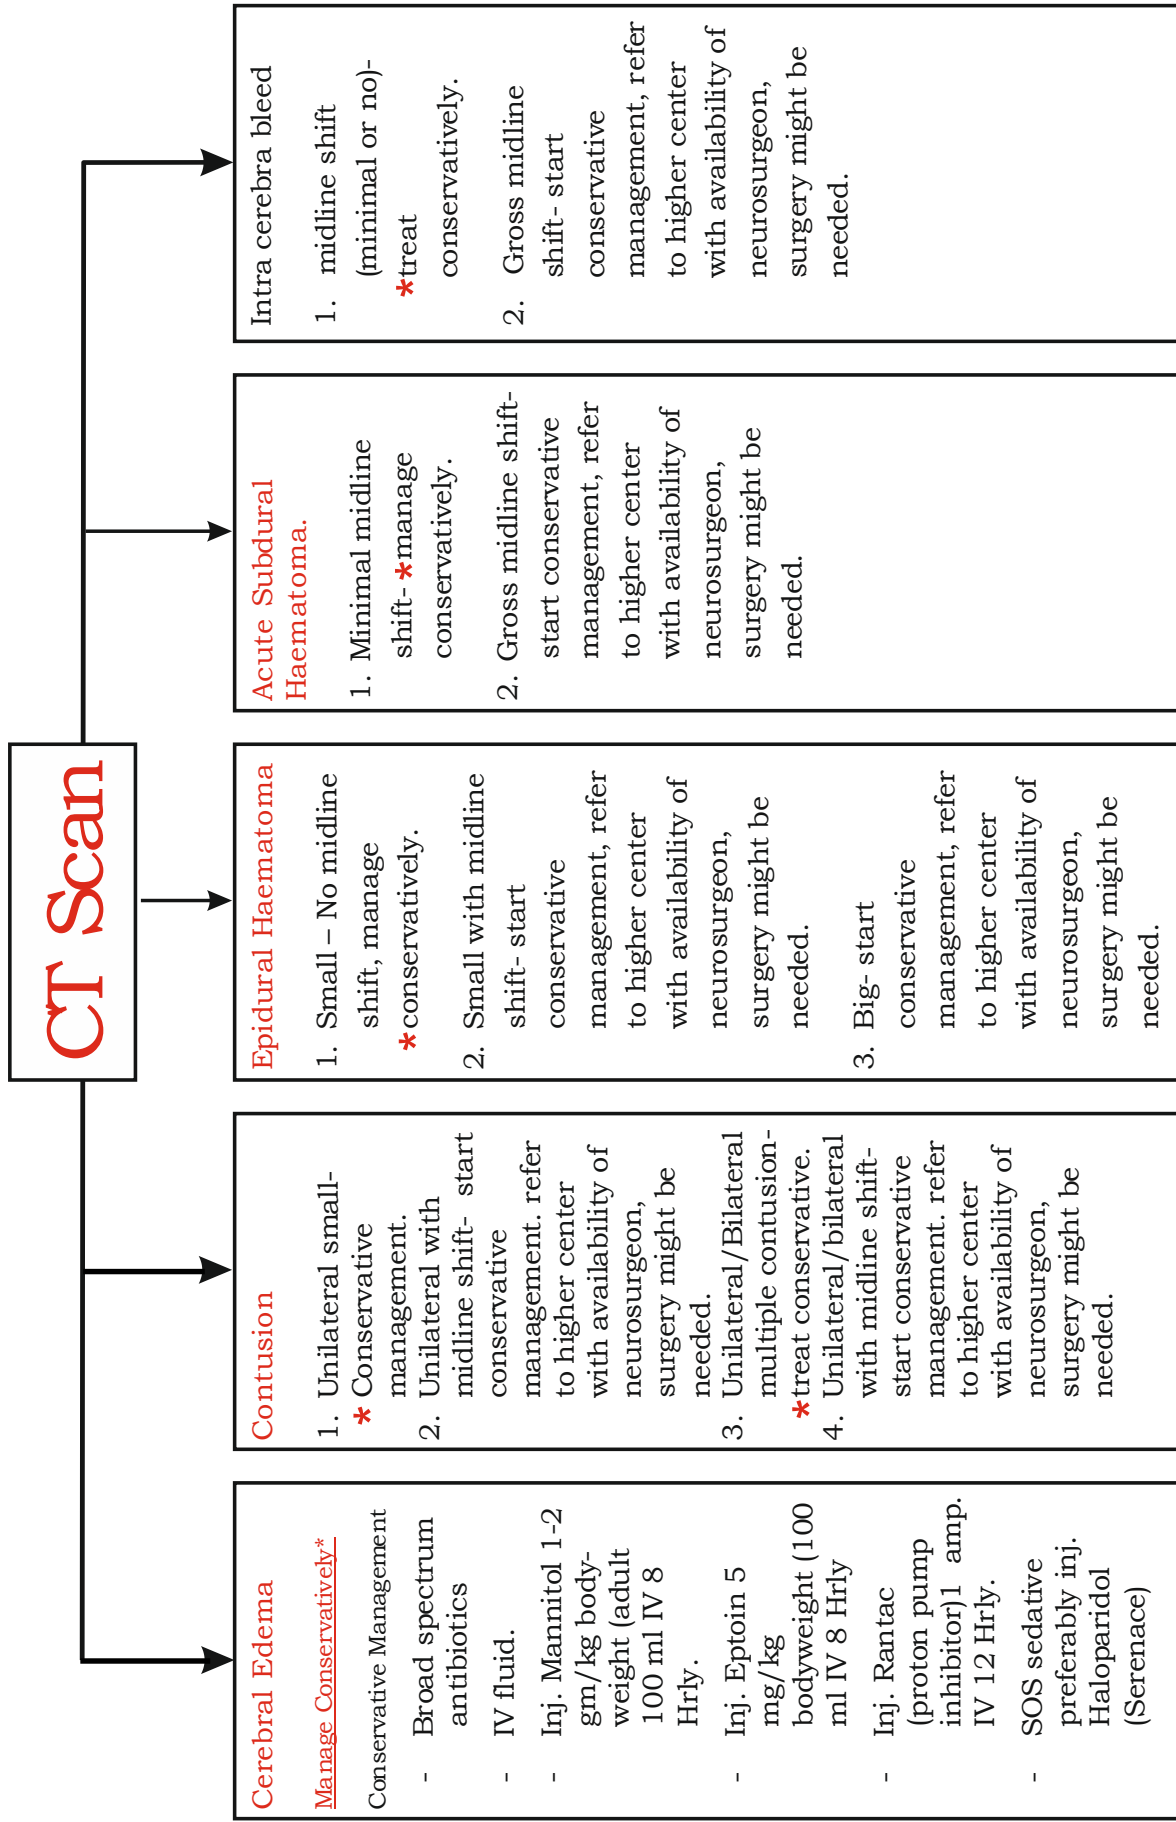 CT Scan
Cerebral Edema
Manage Conservatively*
Conservative Management
- Broad spectrum
antibiotics
- IV fluid.
- Inj. Mannitol 1-2
gm/kg body-
weight (adult
100 ml IV 8
Hrly.
- Inj. Eptoin 5
mg/kg
bodyweight (100
ml IV 8 Hrly
- Inj. Rantac
(proton pump
inhibitor)1 amp.
IV 12 Hrly.
- SOS sedative
preferably inj.
Haloparidol
(Serenace)
Contusion
1. Unilateral small-
* Conservative
management.
2. Unilateral with
midline shift- start
conservative
management. refer
to higher center
with availability of
neurosurgeon,
surgery might be
needed.
3. Unilateral/Bilateral
multiple contusion-
*treat conservative.
4. Unilateral/bilateral
with midline shift-
start conservative
management. refer
to higher center
with availability of
neurosurgeon,
surgery might be
needed.
Epidural Haematoma
1. Small – No midline
shift, manage
*conservatively.
2. Small with midline
shift- start
conservative
management, refer
to higher center
with availability of
neurosurgeon,
surgery might be
needed.
3. Big- start
conservative
management, refer
to higher center
with availability of
neurosurgeon,
surgery might be
needed.
Acute Subdural
Haematoma.
1. Minimal midline
shift-*manage
conservatively.
2. Gross midline shift-
start conservative
management, refer
to higher center
with availability of
neurosurgeon,
surgery might be
needed.
Intra cerebra bleed
1. midline shift
(minimal or no)-
*treat
conservatively.
2. Gross midline
shift- start
conservative
management, refer
to higher center
with availability of
neurosurgeon,
surgery might be
needed.